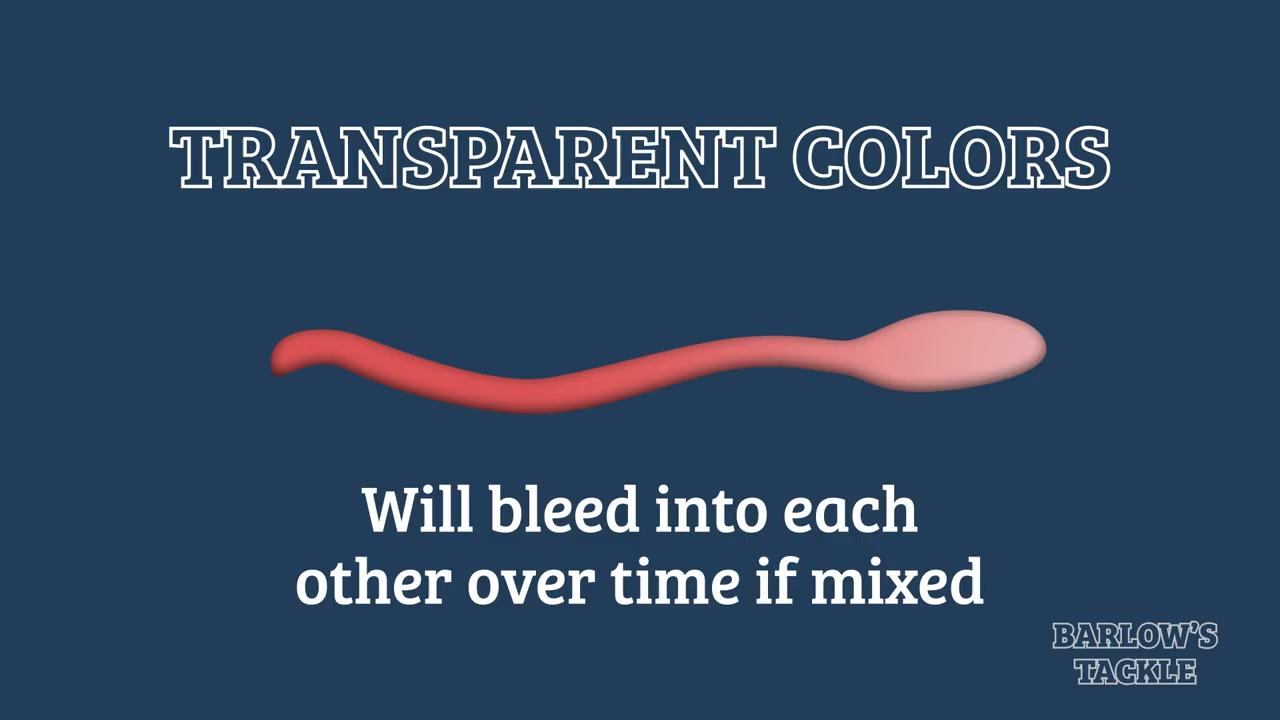 TRANSPARENT COLORS
Will bleed into each
other over time if mixed
BARLOW'S
TACKLE